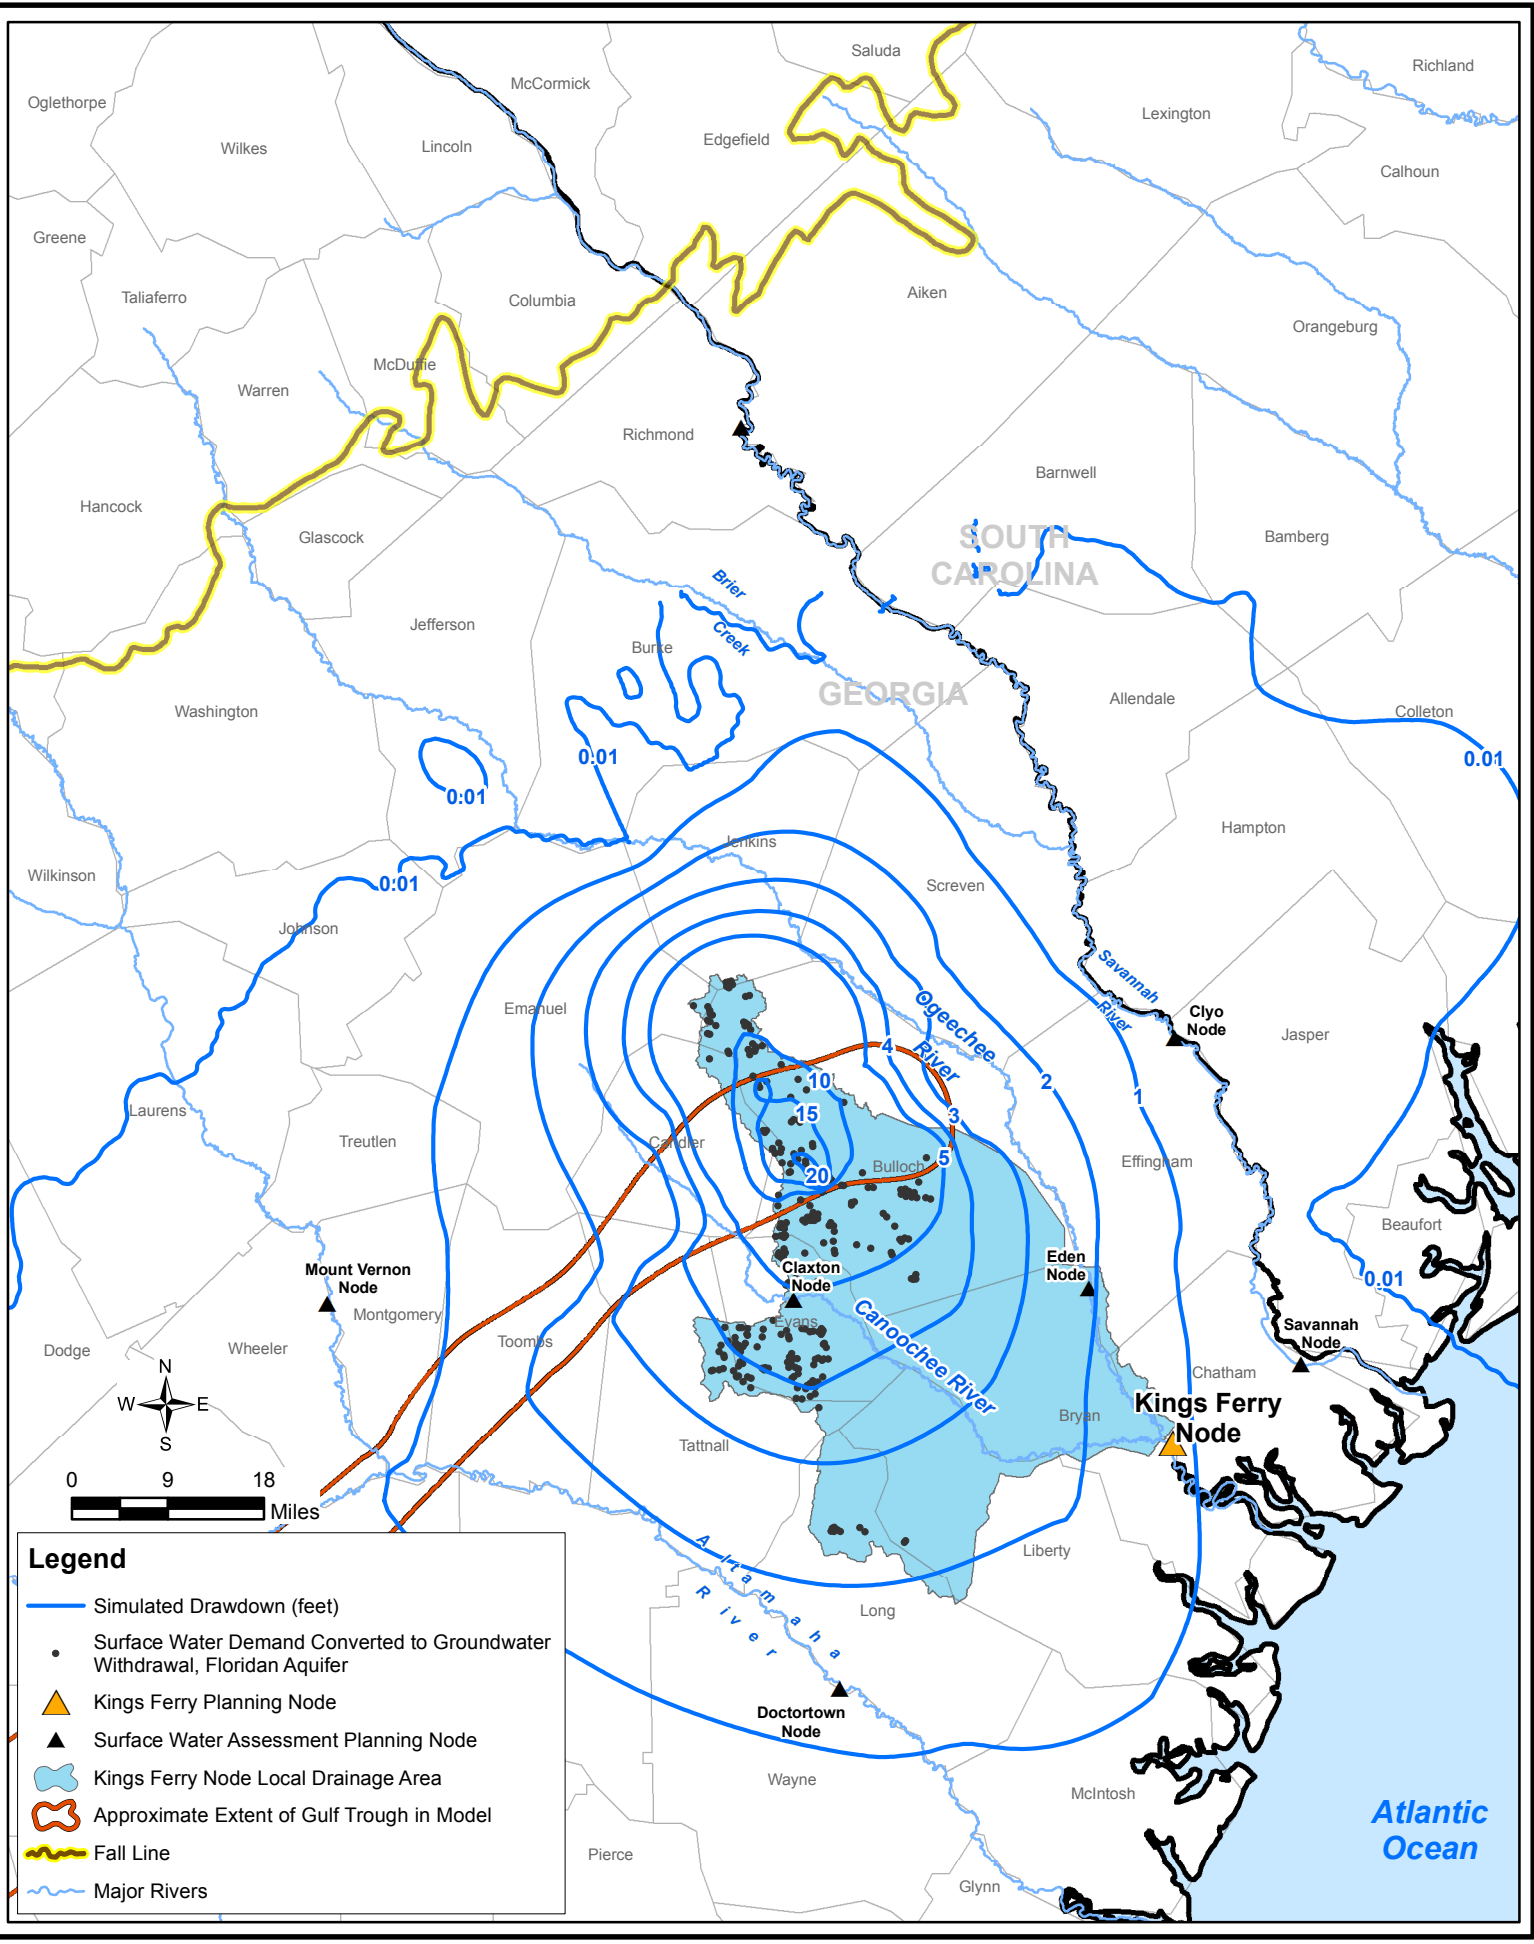 Saluda
Richland
McCormick
Oglethorpe
Lexington
Edgefield
Wilkes
Lincoln
Calhoun
Greene
Taliaferro
Columbia
Aiken
Orangeburg
McDuffie
Warren
Richmond
Barnwell
Hancock
Glascock
SOUTH
CAROLINA
Bamberg
Brier
Creek
Jefferson
Burke
GEORGIA
Allendale
Washington
Colleton
0.01
0.01
0.01
Hampton
Jenkins
Wilkinson
0.01
Screven
Johnson
Savannah
River
Emanuel
Ogeechee
River
Clyo
Node
Jasper
4
10
2
1
Laurens
15
3
Treutlen
Candler
5
Bulloch
20
Effingham
Beaufort
Mount Vernon
Node
Claxton
Node
Eden
Node
0.01
Montgomery
Evans
Canoochee River
Savannah
Node
Toombs
Dodge
Wheeler
Chatham
N
W
E
S
Kings Ferry
Node
Bryan
Tattnall
0
9
18
Miles
Altamaha
River
Liberty
Long
Doctortown
Node
Wayne
McIntosh
Atlantic
Ocean
Pierce
Glynn
Legend
Simulated Drawdown (feet)
Surface Water Demand Converted to Groundwater
Withdrawal, Floridan Aquifer
Kings Ferry Planning Node
Surface Water Assessment Planning Node
Kings Ferry Node Local Drainage Area
Approximate Extent of Gulf Trough in Model
Fall Line
Major Rivers